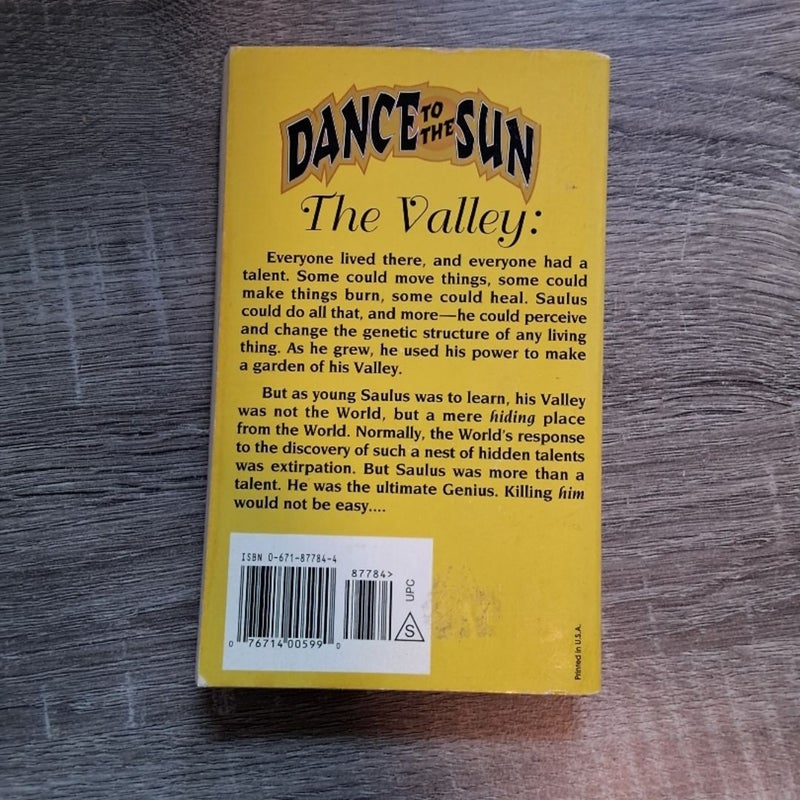 DANCE TO THE SUN
The Valley:
Everyone lived there, and everyone had a
talent. Some could move things, some could
make things burn, some could heal. Saulus
could do all that, and more—he could perceive
and change the genetic structure of any living
thing. As he grew, he used his power to make
a garden of his Valley.
But as young Saulus was to learn, his Valley
was not the World, but a mere hiding place
from the World. Normally, the World's response
to the discovery of such a nest of hidden talents
was extirpation. But Saulus was more than a
talent. He was the ultimate Genius. Killing him
would not be easy....
ISBN 0-671-87784-4
87784>
0 76714 00599 0
S
UPC
Printed in U.S.A.